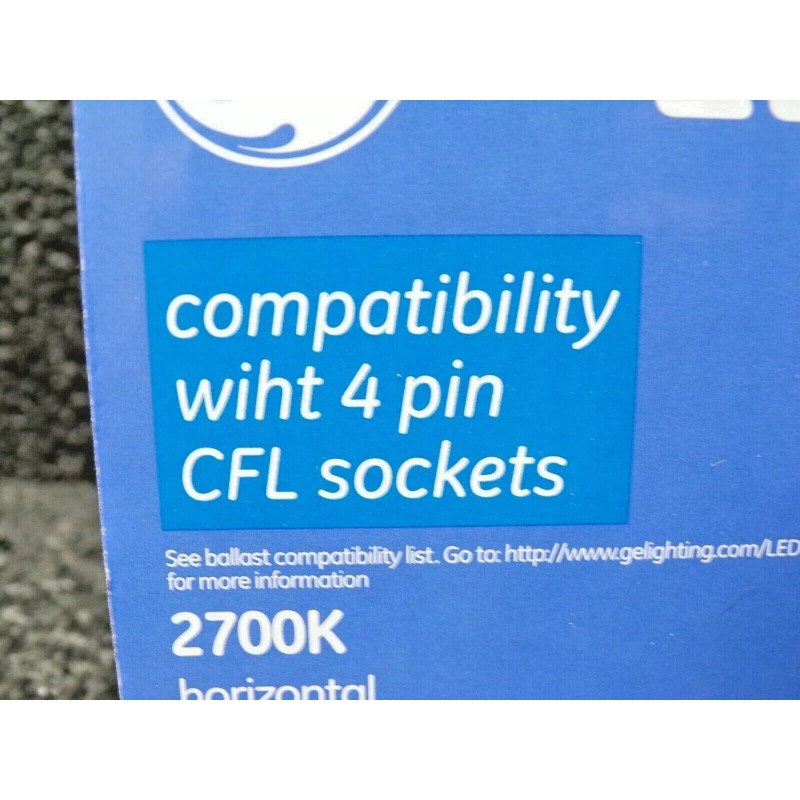 compatibility
wiht 4 pin
CFL sockets
See ballast compatibility list. Go to: http://www.gelighting.com/LED
for more information
2700K
horizontal